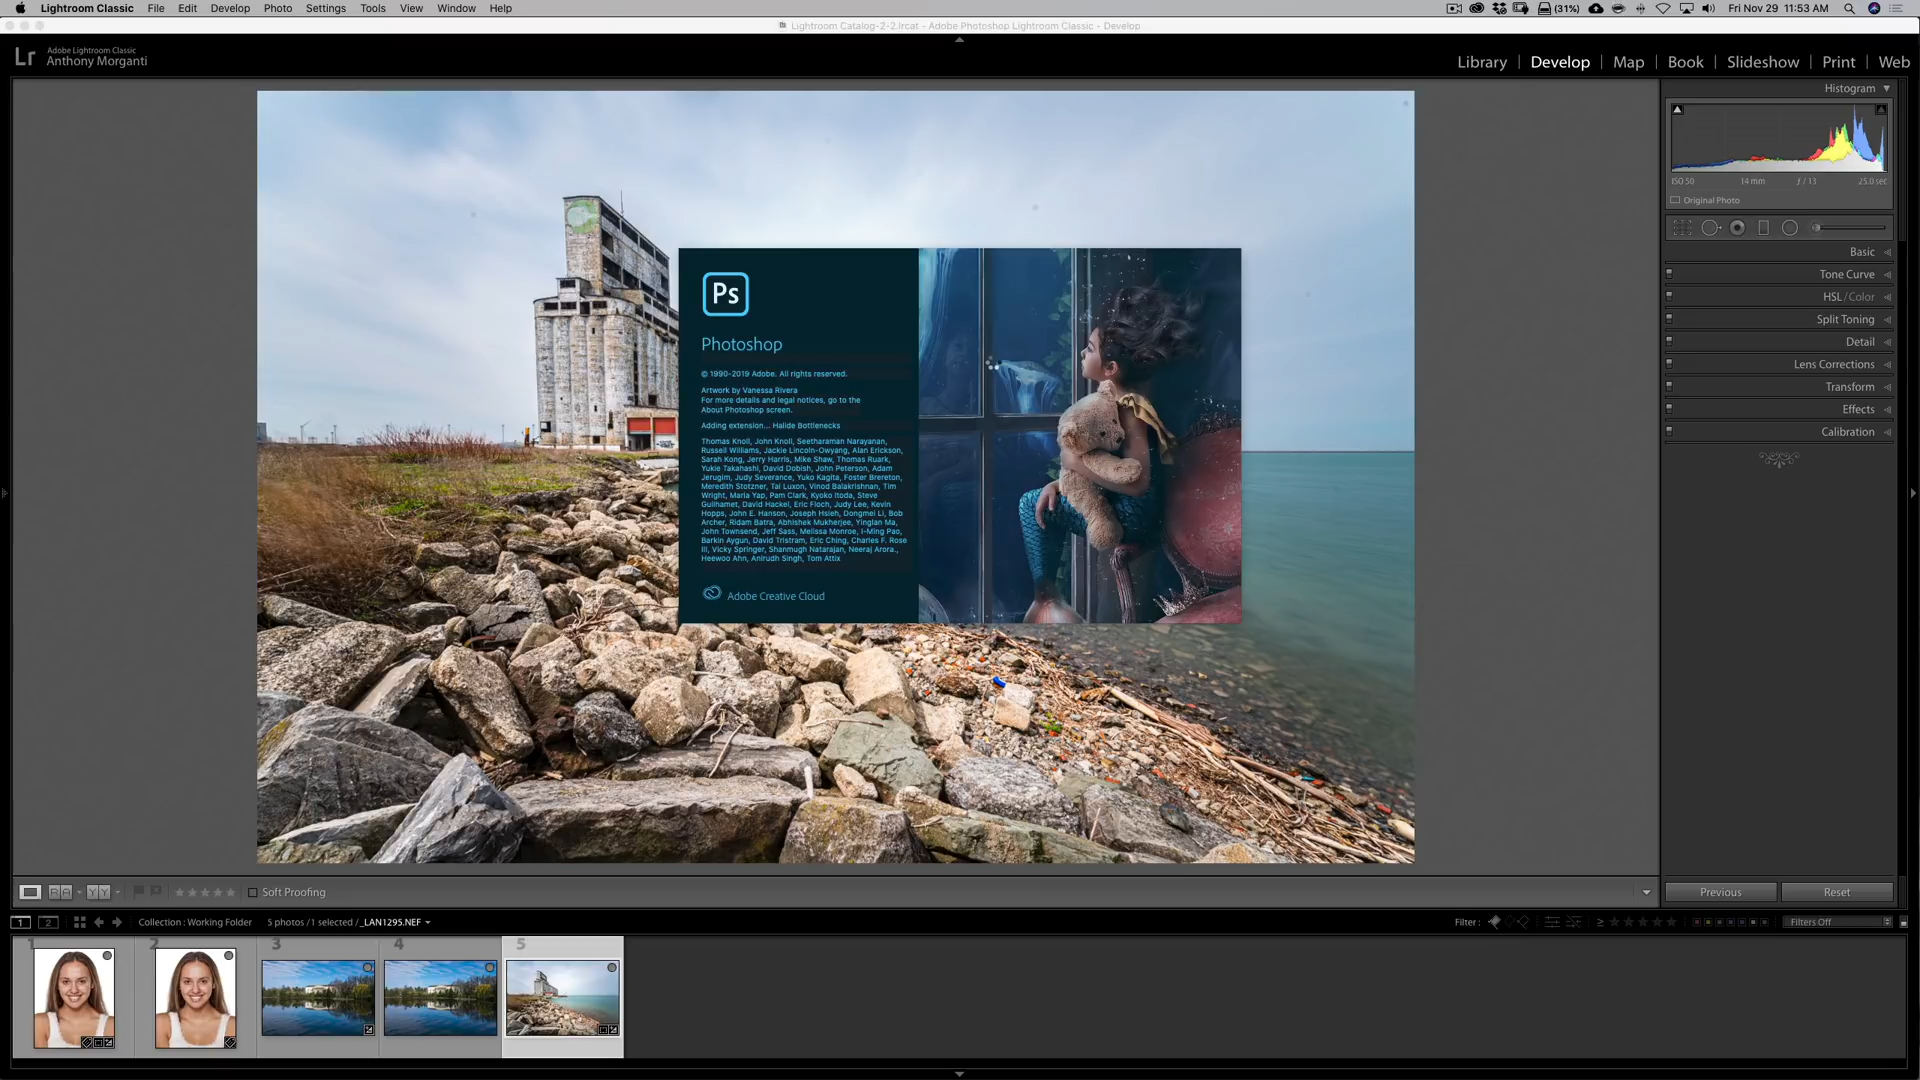 Lightroom Classic File Edit Develop Photo Settings Tools View Window Help
(31%) Fri Nov 29 11:53 AM
Lightroom Catalog-2-2.lrcat - Adobe Photoshop Lightroom Classic - Develop
Lr
Adobe Lightroom Classic
Anthony Morganti
Library | Develop | Map | Book | Slideshow | Print | Web
Histogram
ISO 50 14 mm ƒ / 13 25.0 sec
Original Photo
Basic
Tone Curve
HSL / Color
Split Toning
Detail
Lens Corrections
Transform
Effects
Calibration
Ps
Photoshop
© 1990-2019 Adobe. All rights reserved.
Artwork by Vanessa Rivera
For more details and legal notices, go to the
About Photoshop screen.
Adding extension... Halide Bottlenecks
Thomas Knoll, John Knoll, Seetharaman Narayanan,
Russell Williams, Jackie Lincoln-Owyang, Alan Erickson,
Sarah Kong, Jerry Harris, Mike Shaw, Thomas Ruark,
Yukie Takahashi, David Dobish, John Peterson, Adam
Jerugim, Judy Severance, Yuko Kagita, Foster Brereton,
Meredith Stotzner, Tai Luxon, Vinod Balakrishnan, Tim
Wright, Maria Yap, Pam Clark, Kyoko Itoda, Steve
Guilhamet, David Hackel, Eric Floch, Judy Lee, Kevin
Hopps, John E. Hanson, Joseph Hsieh, Dongmei Li, Bob
Archer, Ridam Batra, Abhishek Mukherjee, Yinglan Ma,
John Townsend, Jeff Sass, Melissa Monroe, I-Ming Pao,
Barkin Aygun, David Tristram, Eric Ching, Charles F. Rose
III, Vicky Springer, Shanmugh Natarajan, Neeraj Arora.,
Heewoo Ahn, Anirudh Singh, Tom Attix
Adobe Creative Cloud
R A Y Y Soft Proofing
Previous Reset
1 2 Collection : Working Folder 5 photos / 1 selected / _LAN1295.NEF
Filter : ≥ Filters Off
1 2 3 4 5